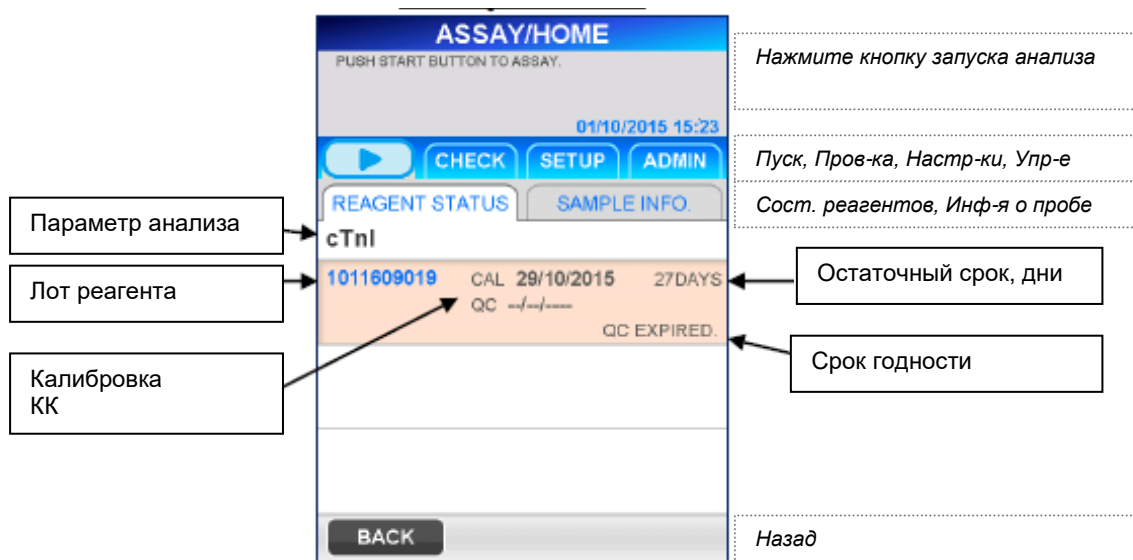 ASSAY/HOME
PUSH START BUTTON TO ASSAY.
Нажмите кнопку запуска анализа
01/10/2015 15:23
CHECK SETUP ADMIN
Пуск, Пров-ка, Настр-ки, Упр-е
REAGENT STATUS SAMPLE INFO.
Сост. реагентов, Инф-я о пробе
Параметр анализа
cTnI
Лот реагента
1011609019 CAL 29/10/2015 27DAYS
Остаточный срок, дни
QC --/--/----
QC EXPIRED.
Срок годности
Калибровка
КК
BACK
Назад